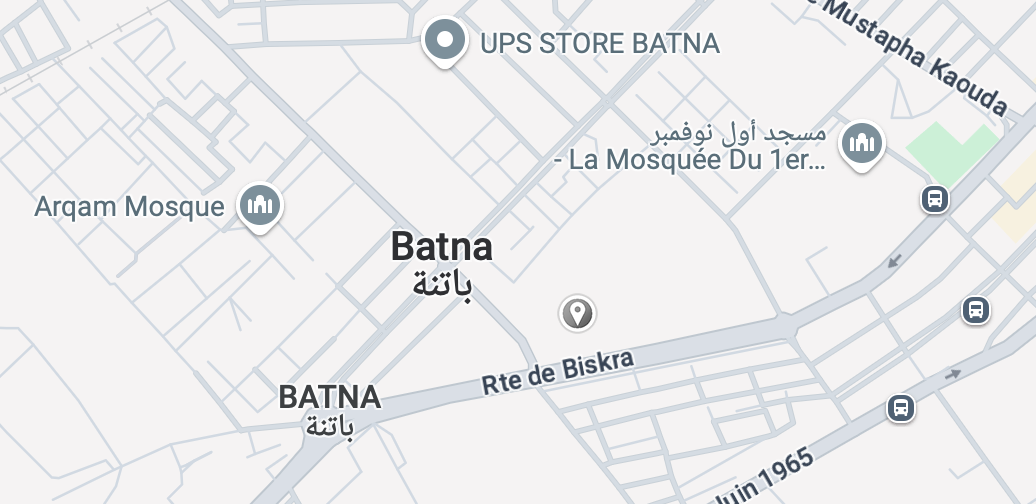 Mustapha Kaouda
UPS STORE BATNA
مسجد أول نوفمبر
- La Mosquée Du 1er...
Arqam Mosque
Batna
باتنة
Rte de Biskra
BATNA
باتنة
Juin 1965